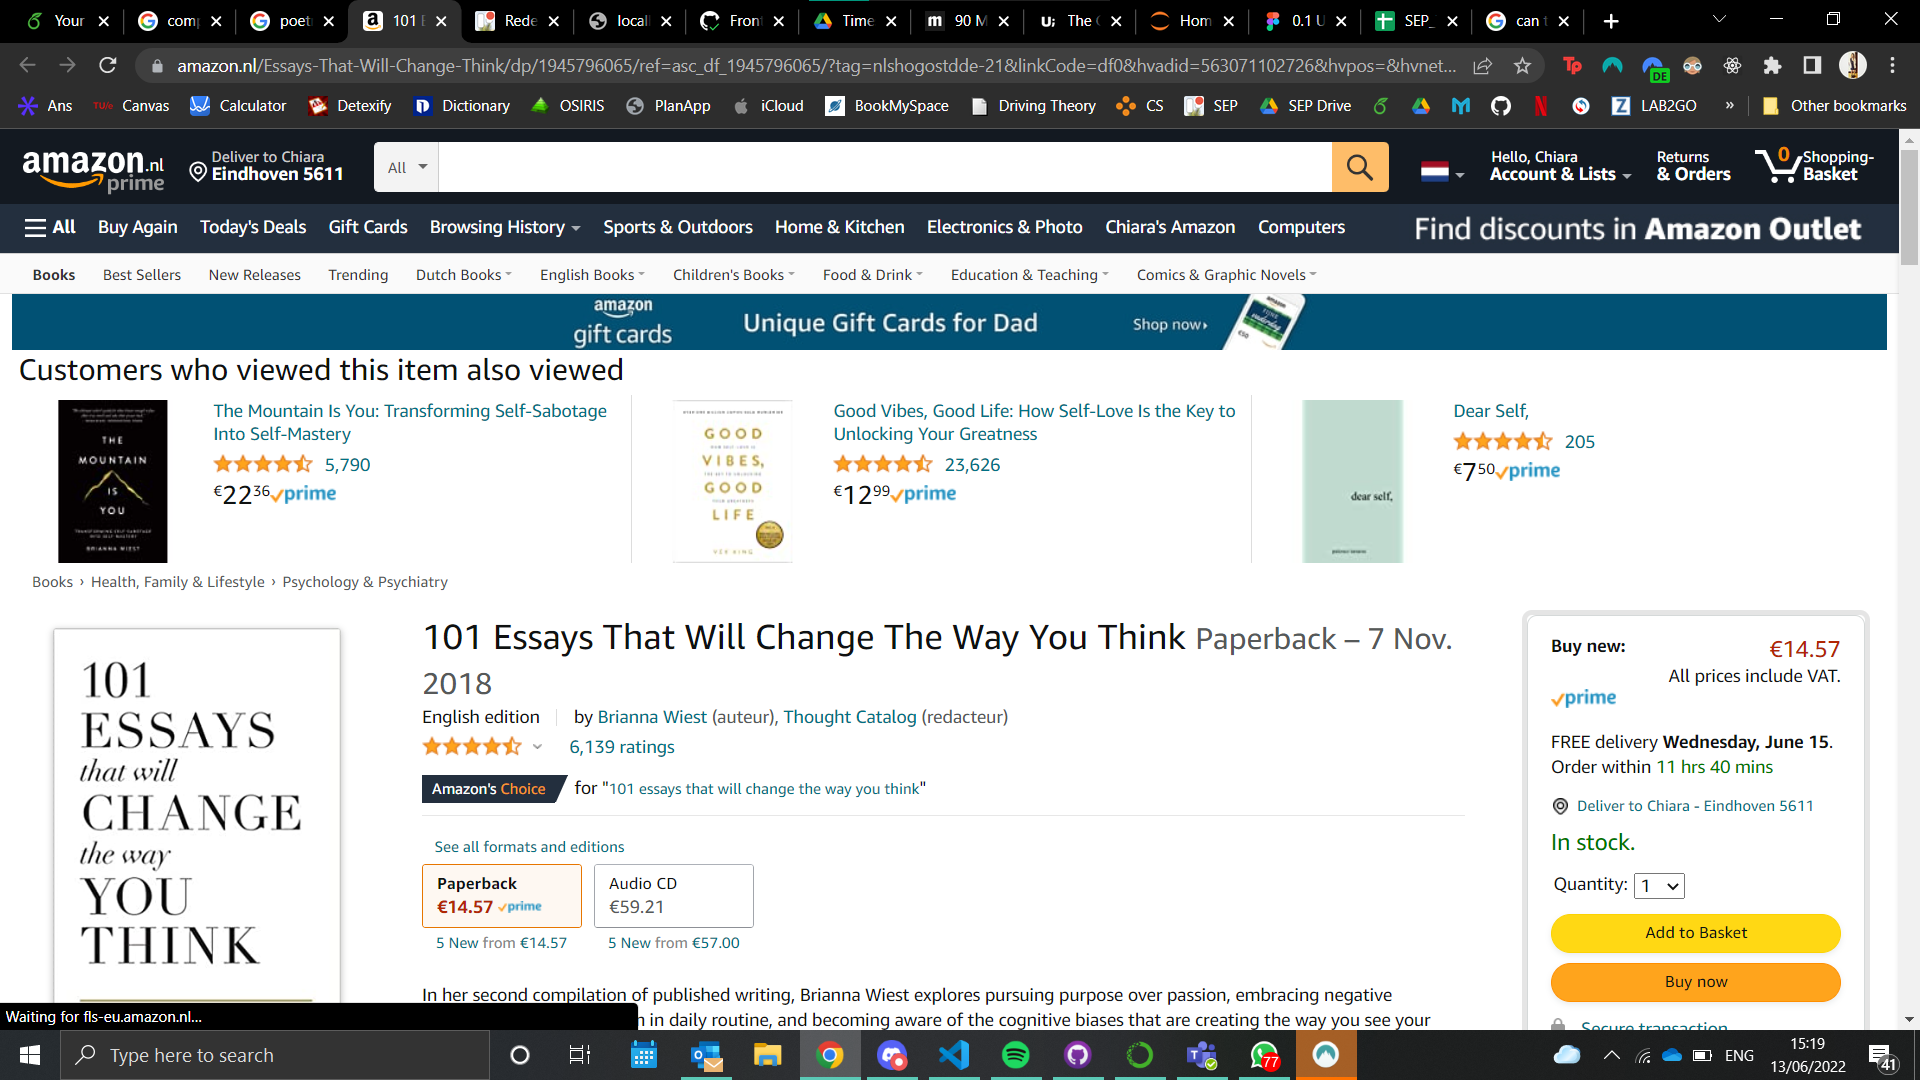 Your
com
poet
101 E
Rede
locall
Fron
Time
90 M
The C
Hom
0.1 U
SEP_
can t
amazon.nl/Essays-That-Will-Change-Think/dp/1945796065/ref=asc_df_1945796065/?tag=nlshogostdde-21&linkCode=df0&hvadid=563071102726&hvpos=&hvnet...
DE
Ans
Canvas
Calculator
Detexify
Dictionary
OSIRIS
PlanApp
iCloud
BookMySpace
Driving Theory
CS
SEP
SEP Drive
LAB2GO
»
Other bookmarks
amazon.nl
prime
Deliver to Chiara
Eindhoven 5611
All
Hello, Chiara
Account & Lists
Returns
& Orders
0
Shopping-
Basket
All
Buy Again
Today's Deals
Gift Cards
Browsing History
Sports & Outdoors
Home & Kitchen
Electronics & Photo
Chiara's Amazon
Computers
Find discounts in Amazon Outlet
Books
Best Sellers
New Releases
Trending
Dutch Books
English Books
Children's Books
Food & Drink
Education & Teaching
Comics & Graphic Novels
amazon
gift cards
Unique Gift Cards for Dad
Shop now
Customers who viewed this item also viewed
THE
MOUNTAIN
IS
YOU
BRIANNA WIEST
The Mountain Is You: Transforming Self-Sabotage
Into Self-Mastery
5,790
€22 36 prime
GOOD
VIBES,
GOOD
LIFE
VEX KING
Good Vibes, Good Life: How Self-Love Is the Key to
Unlocking Your Greatness
23,626
€12 99 prime
dear self,
Dear Self,
205
€7 50 prime
Books › Health, Family & Lifestyle › Psychology & Psychiatry
101
ESSAYS
that will
CHANGE
the way
YOU
THINK
101 Essays That Will Change The Way You Think Paperback – 7 Nov.
2018
English edition
by Brianna Wiest (auteur), Thought Catalog (redacteur)
6,139 ratings
Amazon's Choice for "101 essays that will change the way you think"
See all formats and editions
Paperback
€14.57 prime
5 New from €14.57
Audio CD
€59.21
5 New from €57.00
In her second compilation of published writing, Brianna Wiest explores pursuing purpose over passion, embracing negative
in daily routine, and becoming aware of the cognitive biases that are creating the way you see your
Buy new:
€14.57
All prices include VAT.
prime
FREE delivery Wednesday, June 15.
Order within 11 hrs 40 mins
Deliver to Chiara - Eindhoven 5611
In stock.
Quantity: 1
Add to Basket
Buy now
Secure transaction
Waiting for fls-eu.amazon.nl...
Type here to search
77
ENG
15:19
13/06/2022
41